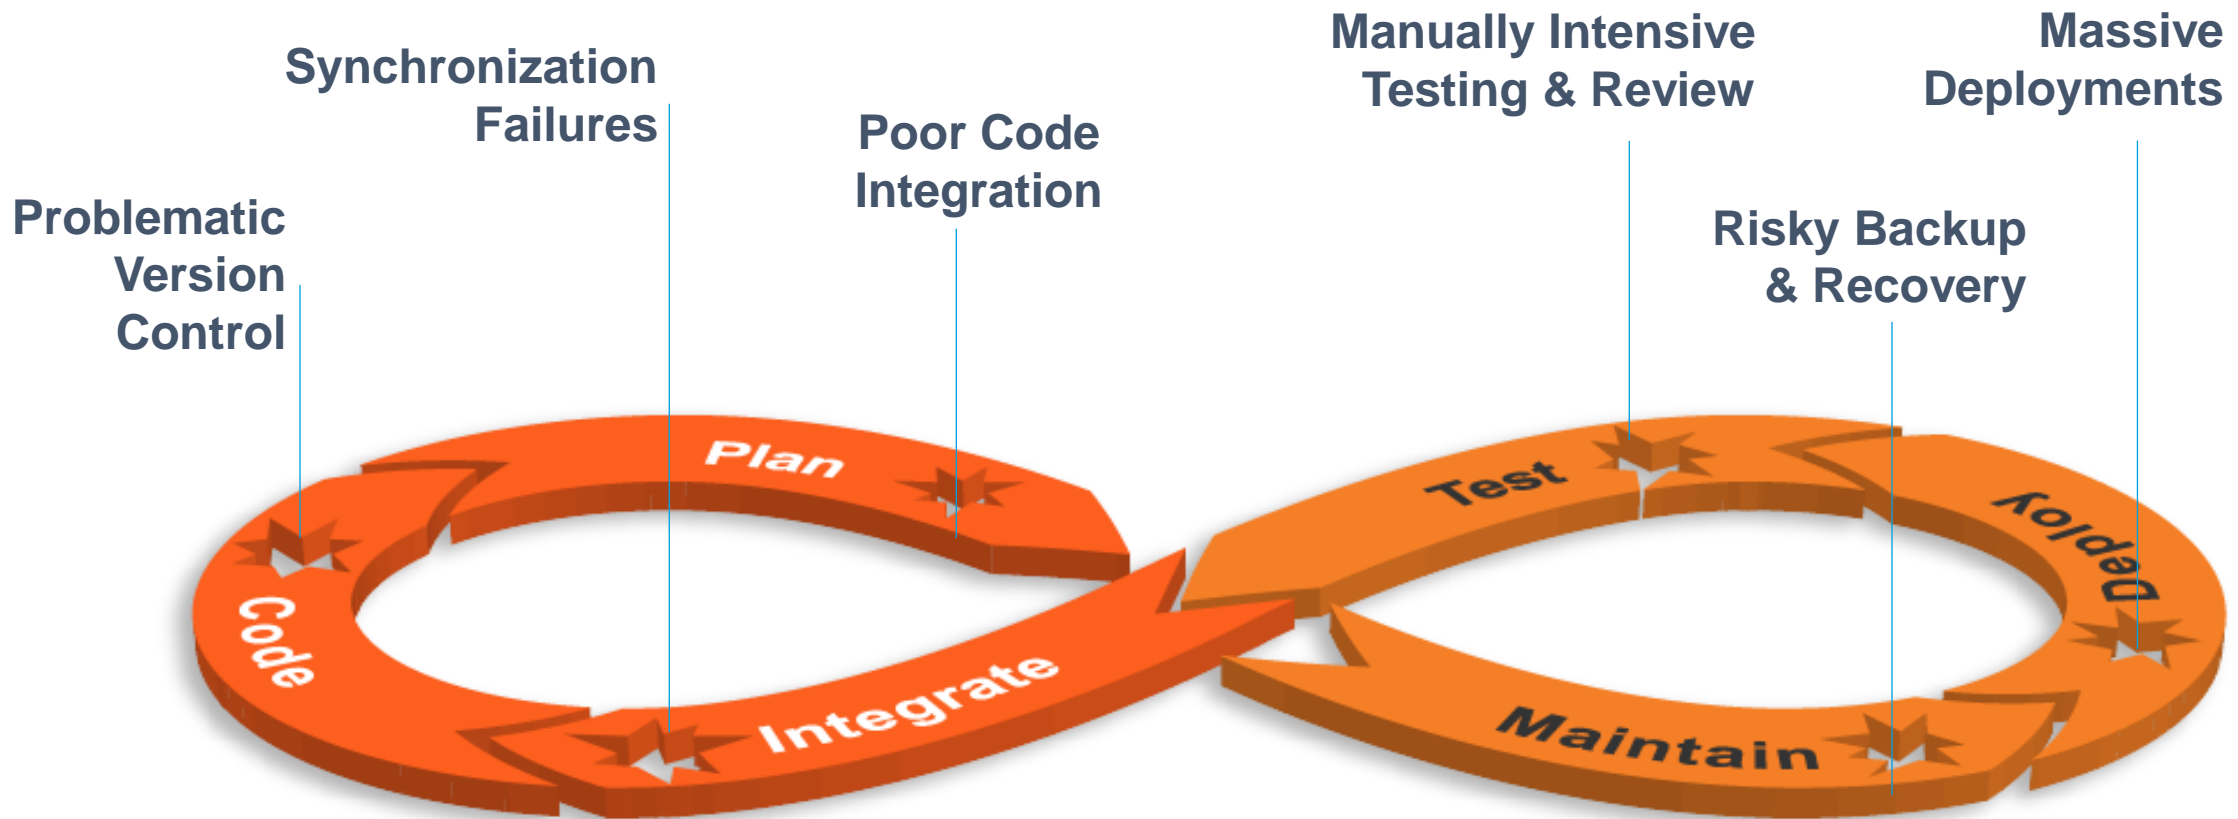 Synchronization
Failures
Manually Intensive
Testing & Review
Massive
Deployments
Poor Code
Integration
Problematic
Version
Control
Risky Backup
& Recovery
Plan
Code
Integrate
Test
Deploy
Maintain